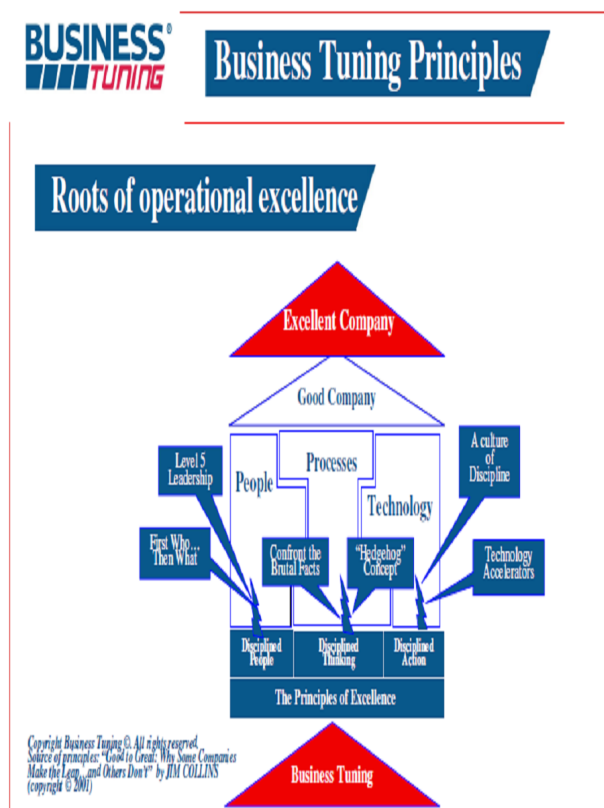 BUSINESS®
TUNING
Business Tuning Principles
Roots of operational excellence
Excellent Company
Good Company
People
Processes
Technology
Level 5
Leadership
First Who...
Then What
Confront the
Brutal Facts
"Hedgehog"
Concept
A culture
of
Discipline
Technology
Accelerators
Disciplined
People
Disciplined
Thinking
Disciplined
Action
The Principles of Excellence
Business Tuning
Copyright Business Tuning ©. All rights reserved.
Source of principles: "Good to Great: Why Some Companies
Make the Leap...and Others Don't" by JIM COLLINS
(copyright © 2001)